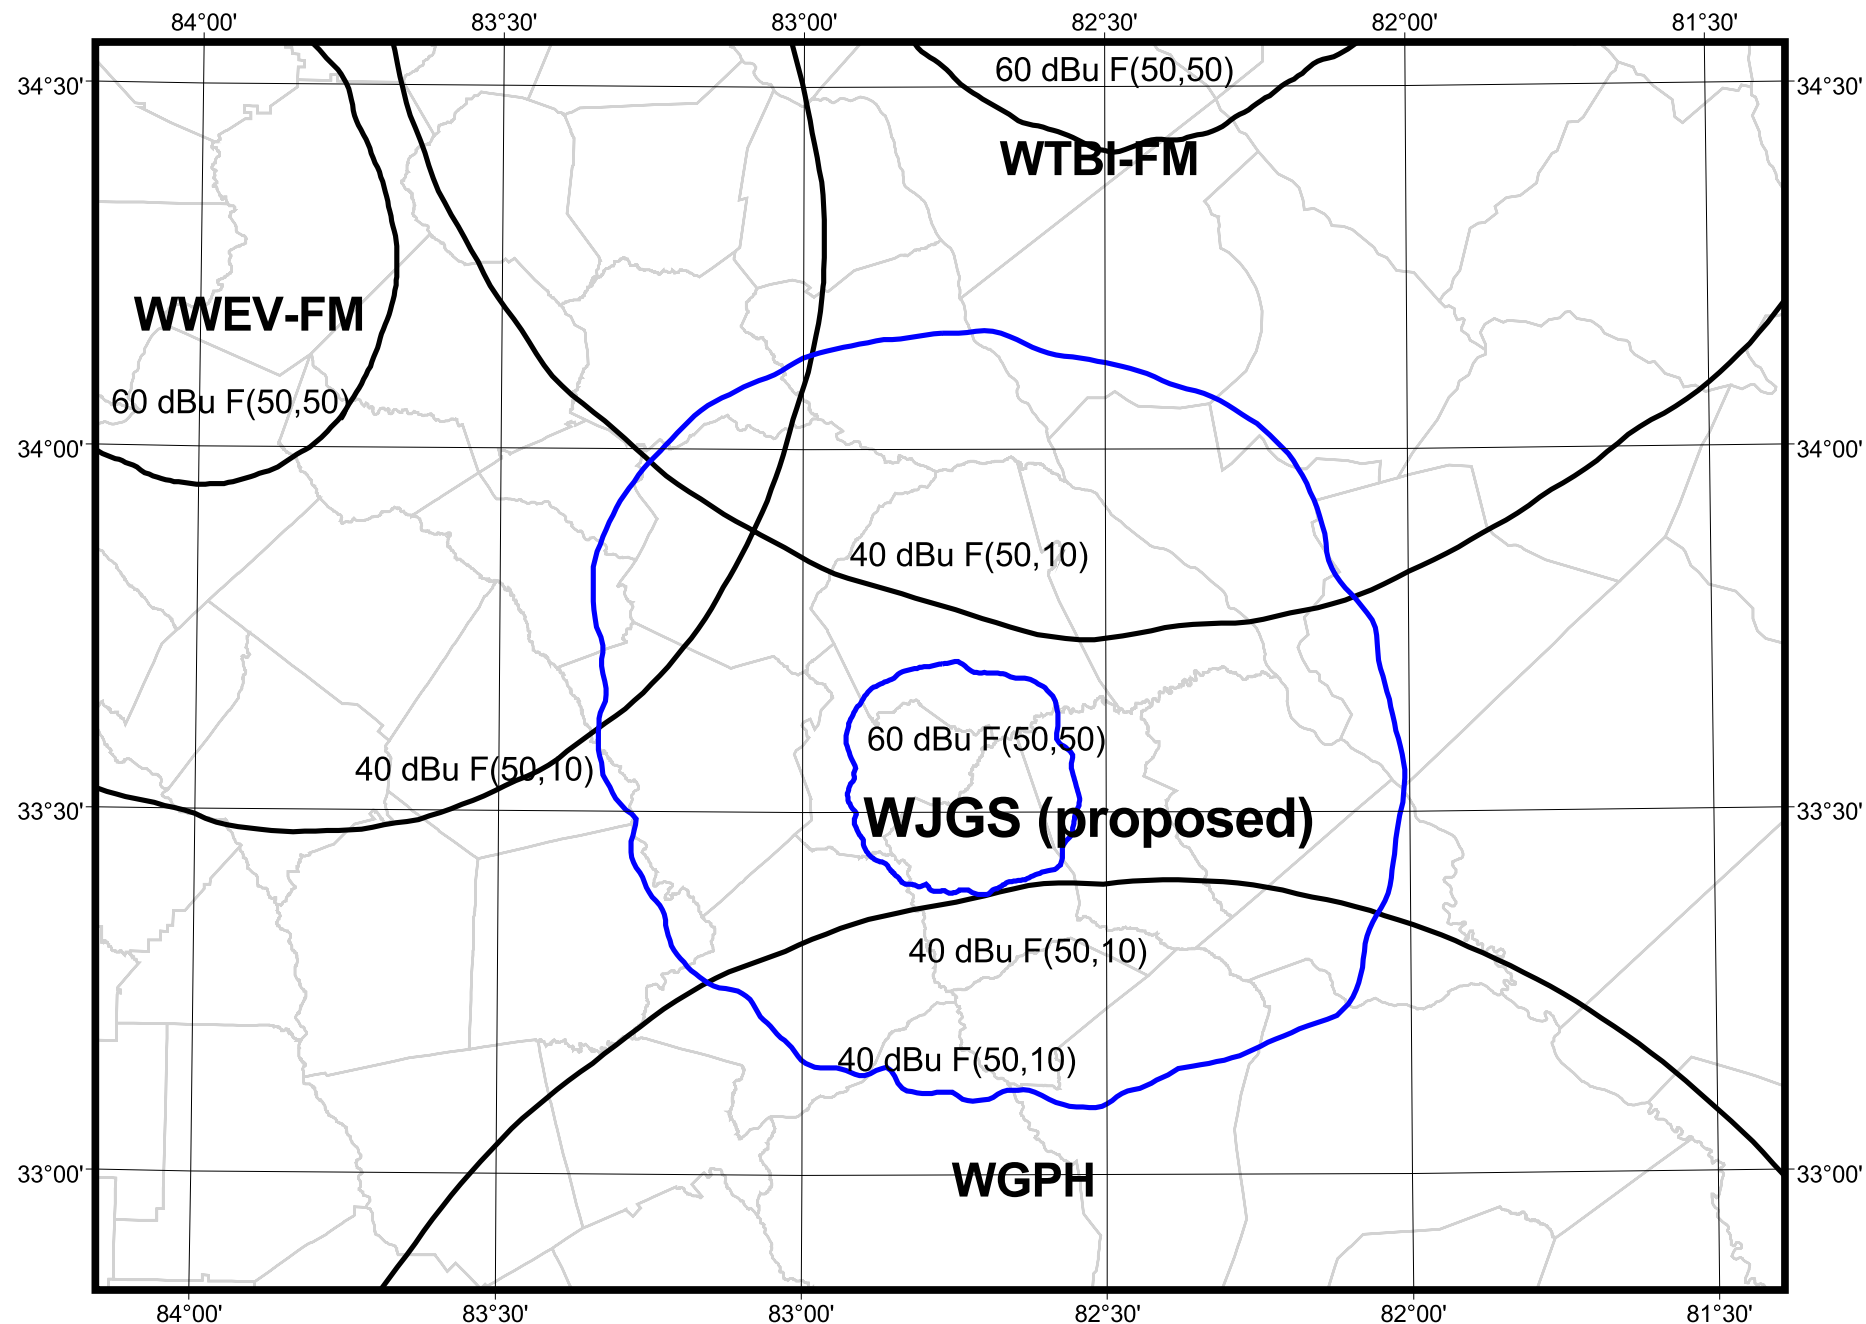 84°00' 83°30' 83°00' 82°30' 82°00' 81°30'
60 dBu F(50,50)
34°30' 34°30'
WTBI-FM
WWEV-FM
60 dBu F(50,50)
34°00' 34°00'
40 dBu F(50,10)
60 dBu F(50,50)
40 dBu F(50,10)
33°30' WJGS (proposed) 33°30'
40 dBu F(50,10)
40 dBu F(50,10)
33°00' WGPH 33°00'
84°00' 83°30' 83°00' 82°30' 82°00' 81°30'